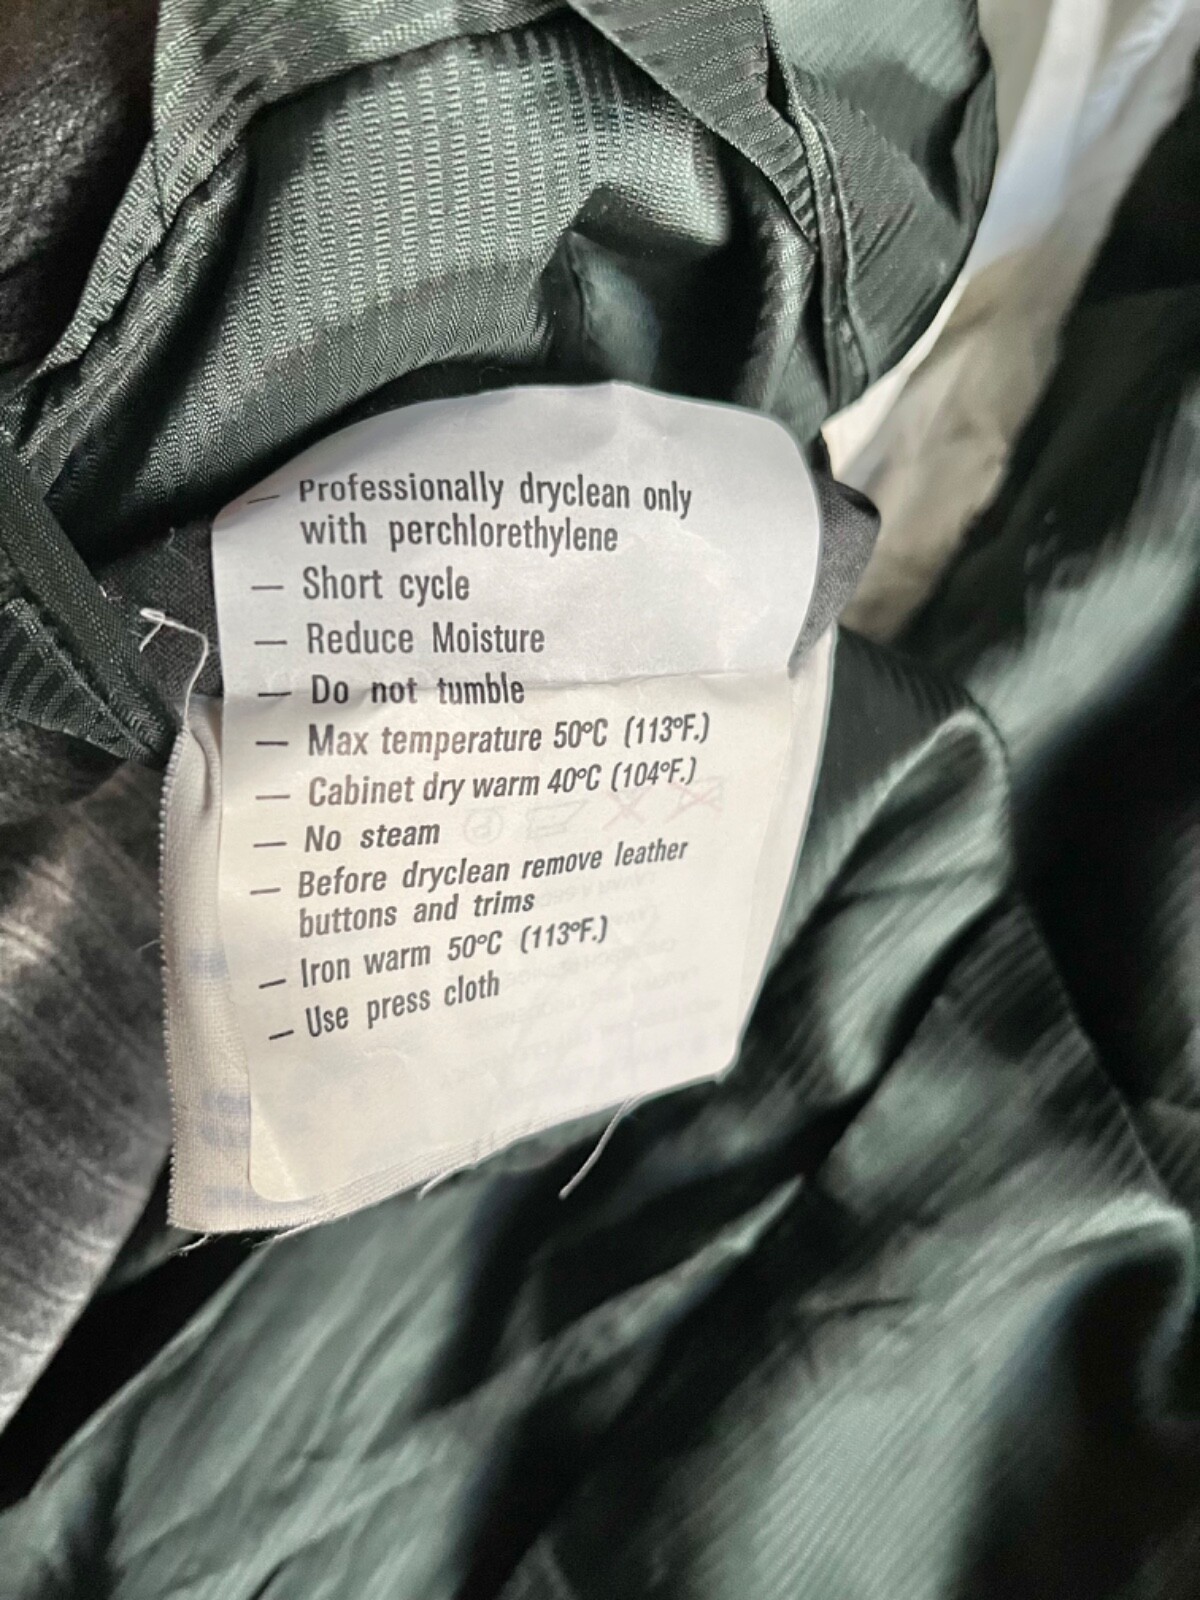 — Professionally dryclean only
with perchlorethylene
— Short cycle
— Reduce Moisture
— Do not tumble
— Max temperature 50°C (113°F.)
— Cabinet dry warm 40°C (104°F.)
— No steam
— Before dryclean remove leather
buttons and trims
— Iron warm 50°C (113°F.)
— Use press cloth